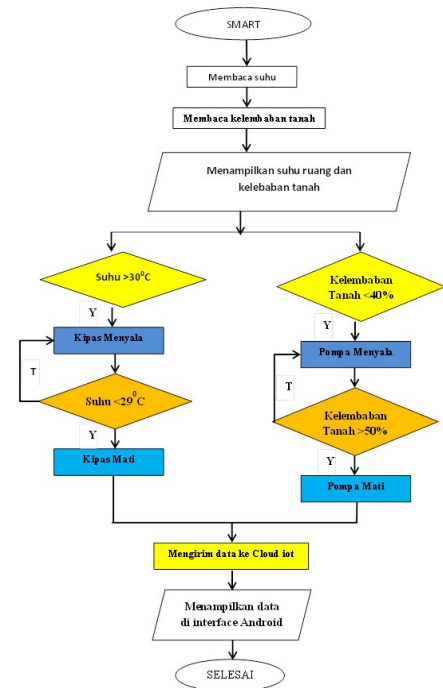 SMART
Membaca suhu
Membaca kelembaban tanah
Menampilkan suhu ruang dan
kelebaban tanah
Suhu >30⁰C
Y
Kipas Menyala
T
Suhu <29⁰C
Y
Kipas Mati
Kelembaban
Tanah <40%
Y
Pompa Menyala
T
Kelembaban
Tanah >50%
Y
Pompa Mati
Mengirim data ke Cloud iot
Menampilkan data
di interface Android
SELESAI